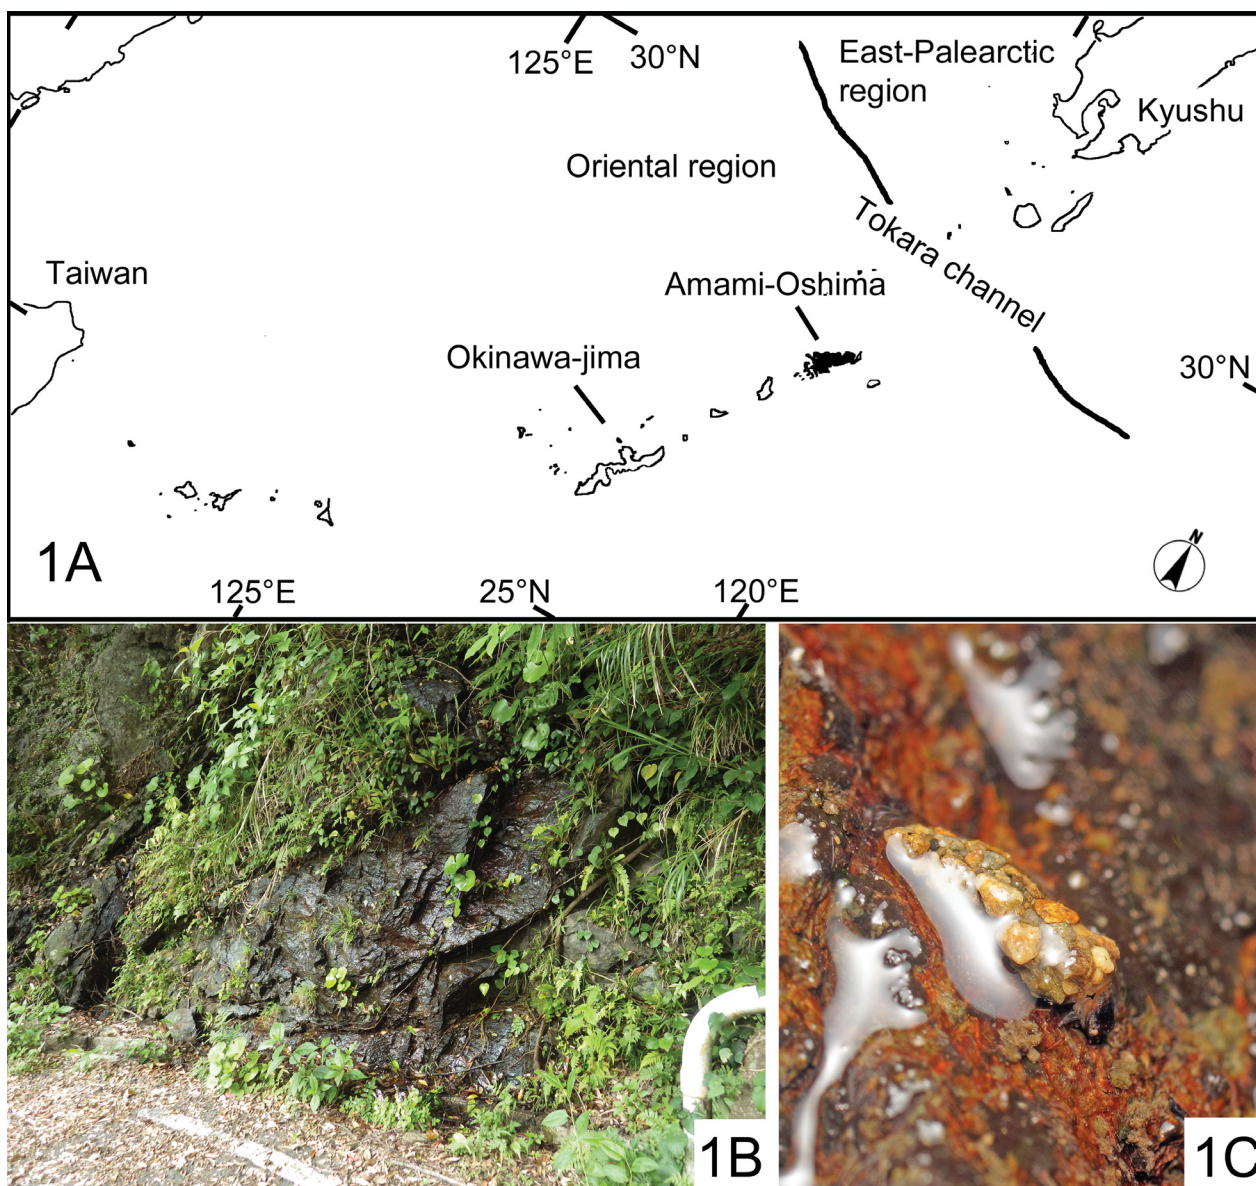 125°E
30°N
East-Palearctic
region
Kyushu
Oriental region
Tokara channel
Taiwan
Amami-Oshima
Okinawa-jima
30°N
N
1A
125°E
25°N
120°E
1B
1C